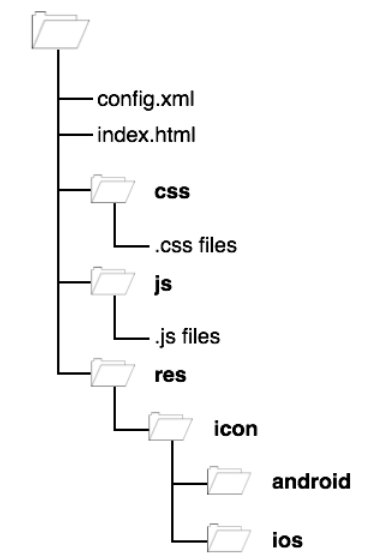 config.xml
index.html
css
.css files
js
.js files
res
icon
android
ios